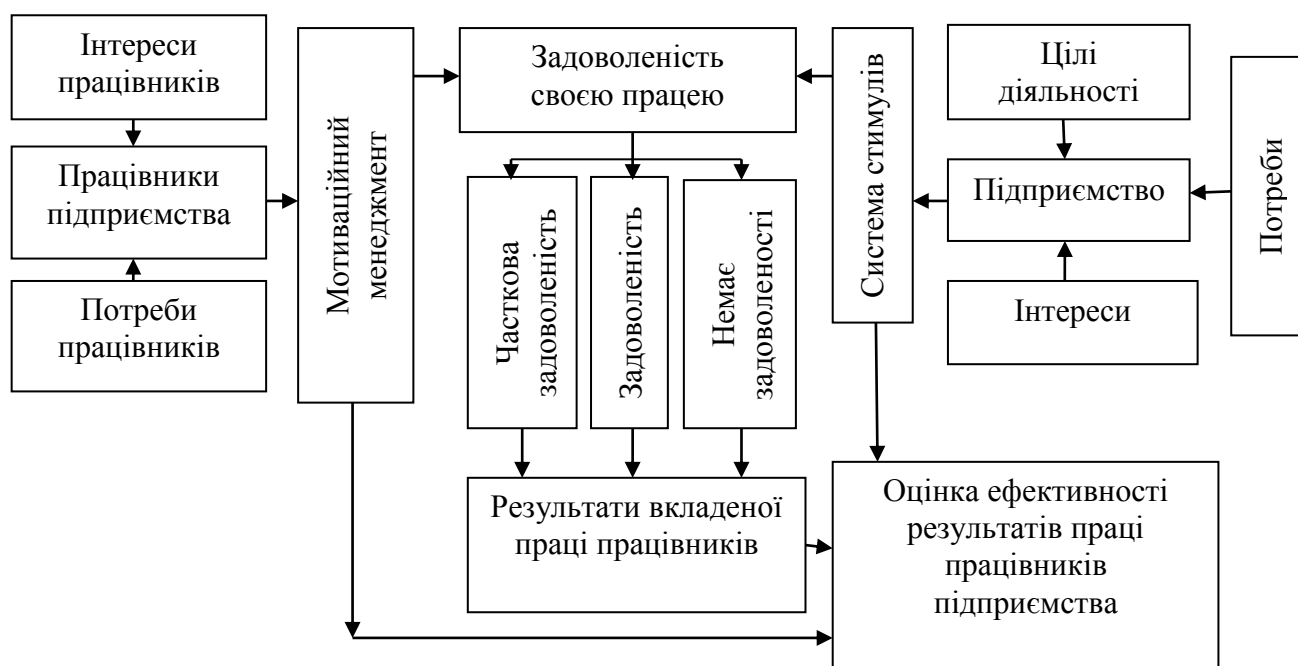 Інтереси
працівників
Працівники
підприємства
Потреби
працівників
Мотиваційний
менеджмент
Задоволеність
своєю працею
Часткова
задоволеність
Задоволеність
Немає
задоволеності
Результати вкладеної
праці працівників
Система стимулів
Цілі
діяльності
Підприємство
Інтереси
Потреби
Оцінка ефективності
результатів праці
працівників
підприємства